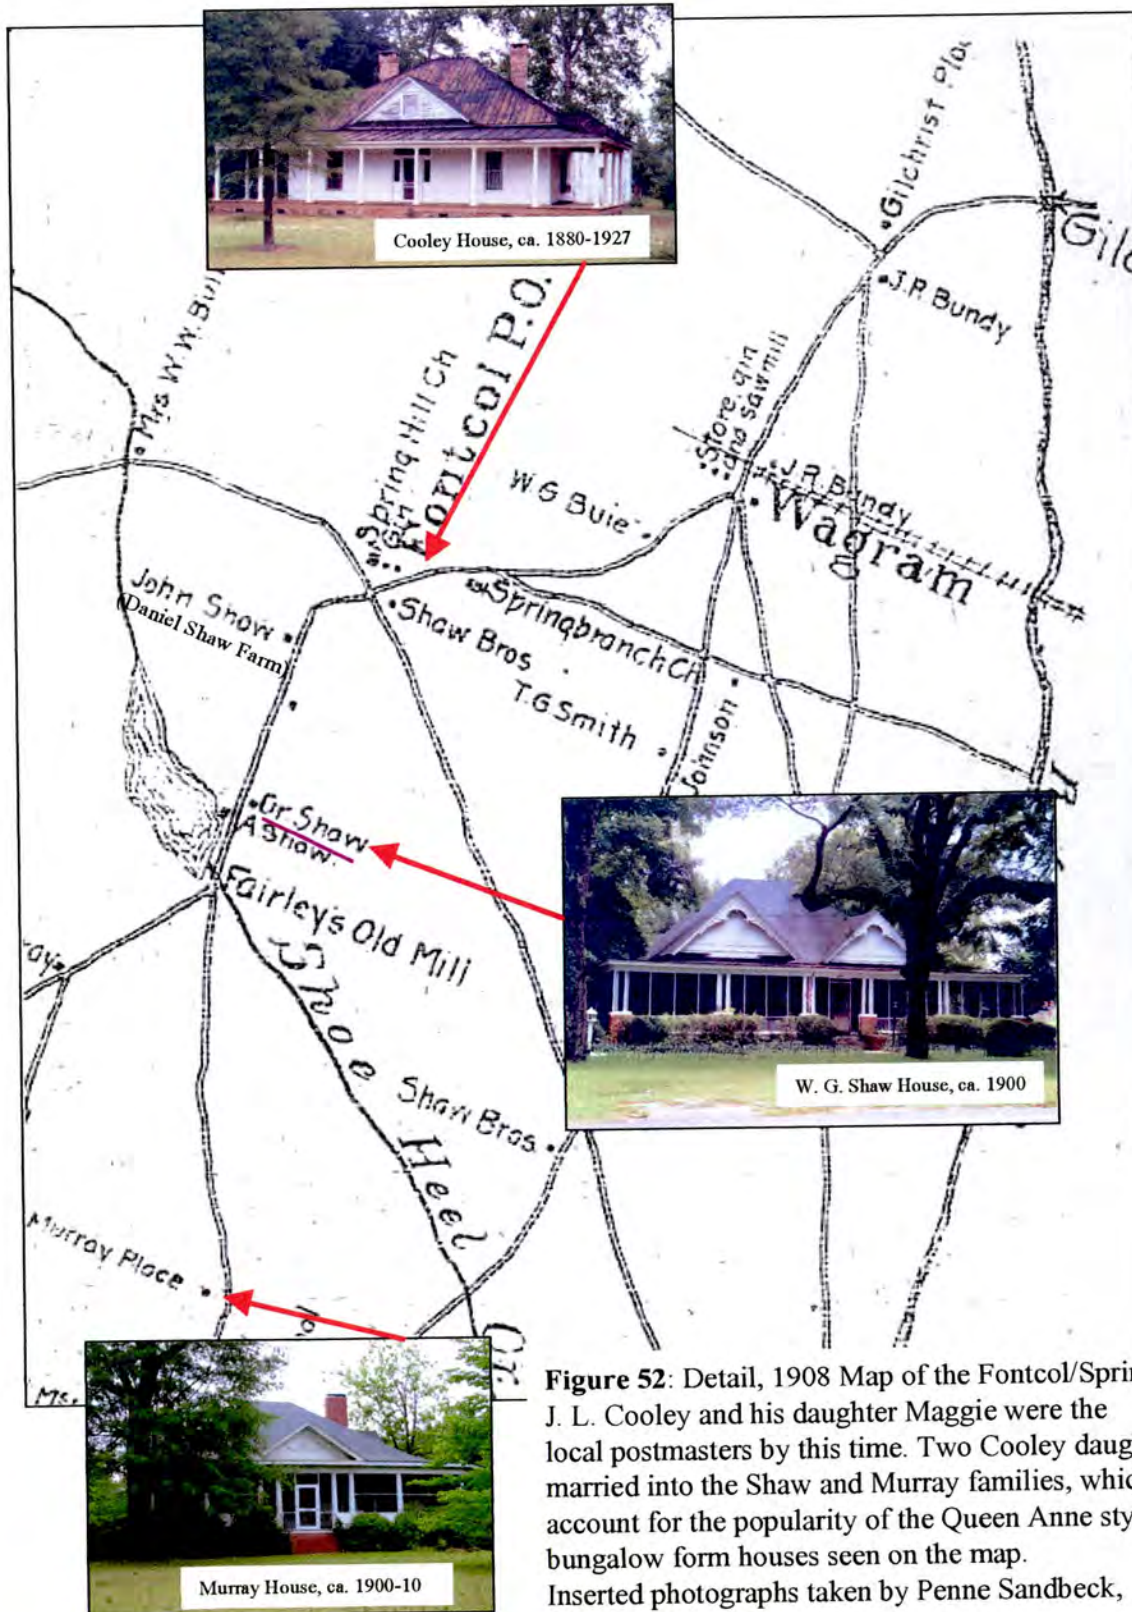 Cooley House, ca. 1880-1927
Gilchrist
J.R. Bundy
Mrs. W.W.
Spring Hill Ch
Gin
Fontcol P.O.
W G Buie
Store, gin
and Sawmill
J.R. Bundy
Wagram
John Shaw
(Daniel Shaw Farm)
Shaw Bros
Springbranch Ch
T.G Smith
Johnson
Dr. Shaw
A Shaw
Fairley's Old Mill
Shoe Heel
Cr.
W. G. Shaw House, ca. 1900
Shaw Bros.
Murray Place
Murray House, ca. 1900-10
Figure 52: Detail, 1908 Map of the Fontcol/Sprin
J. L. Cooley and his daughter Maggie were the
local postmasters by this time. Two Cooley daug
married into the Shaw and Murray families, whic
account for the popularity of the Queen Anne sty
bungalow form houses seen on the map.
Inserted photographs taken by Penne Sandbeck,